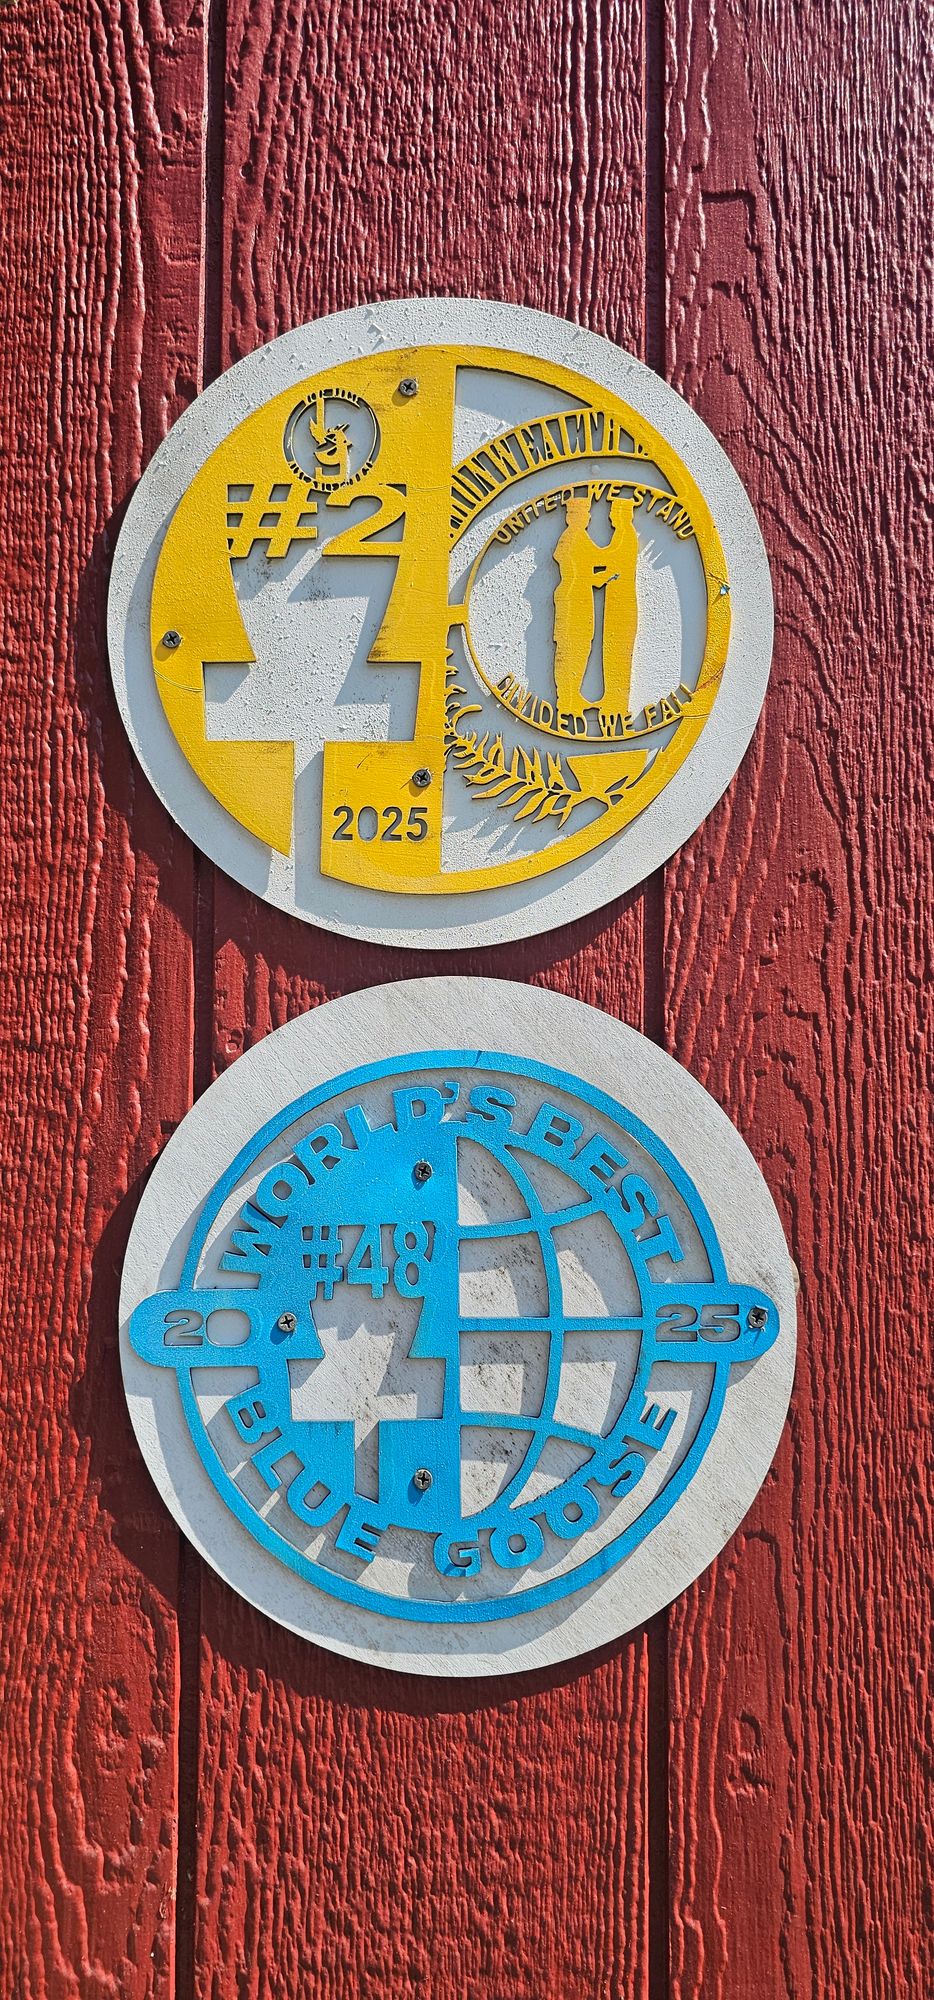 #2
UNITED WE STAND
DIVIDED WE FALL
2025
WORLD'S BEST
#48
20 25
BLUE GOOSE